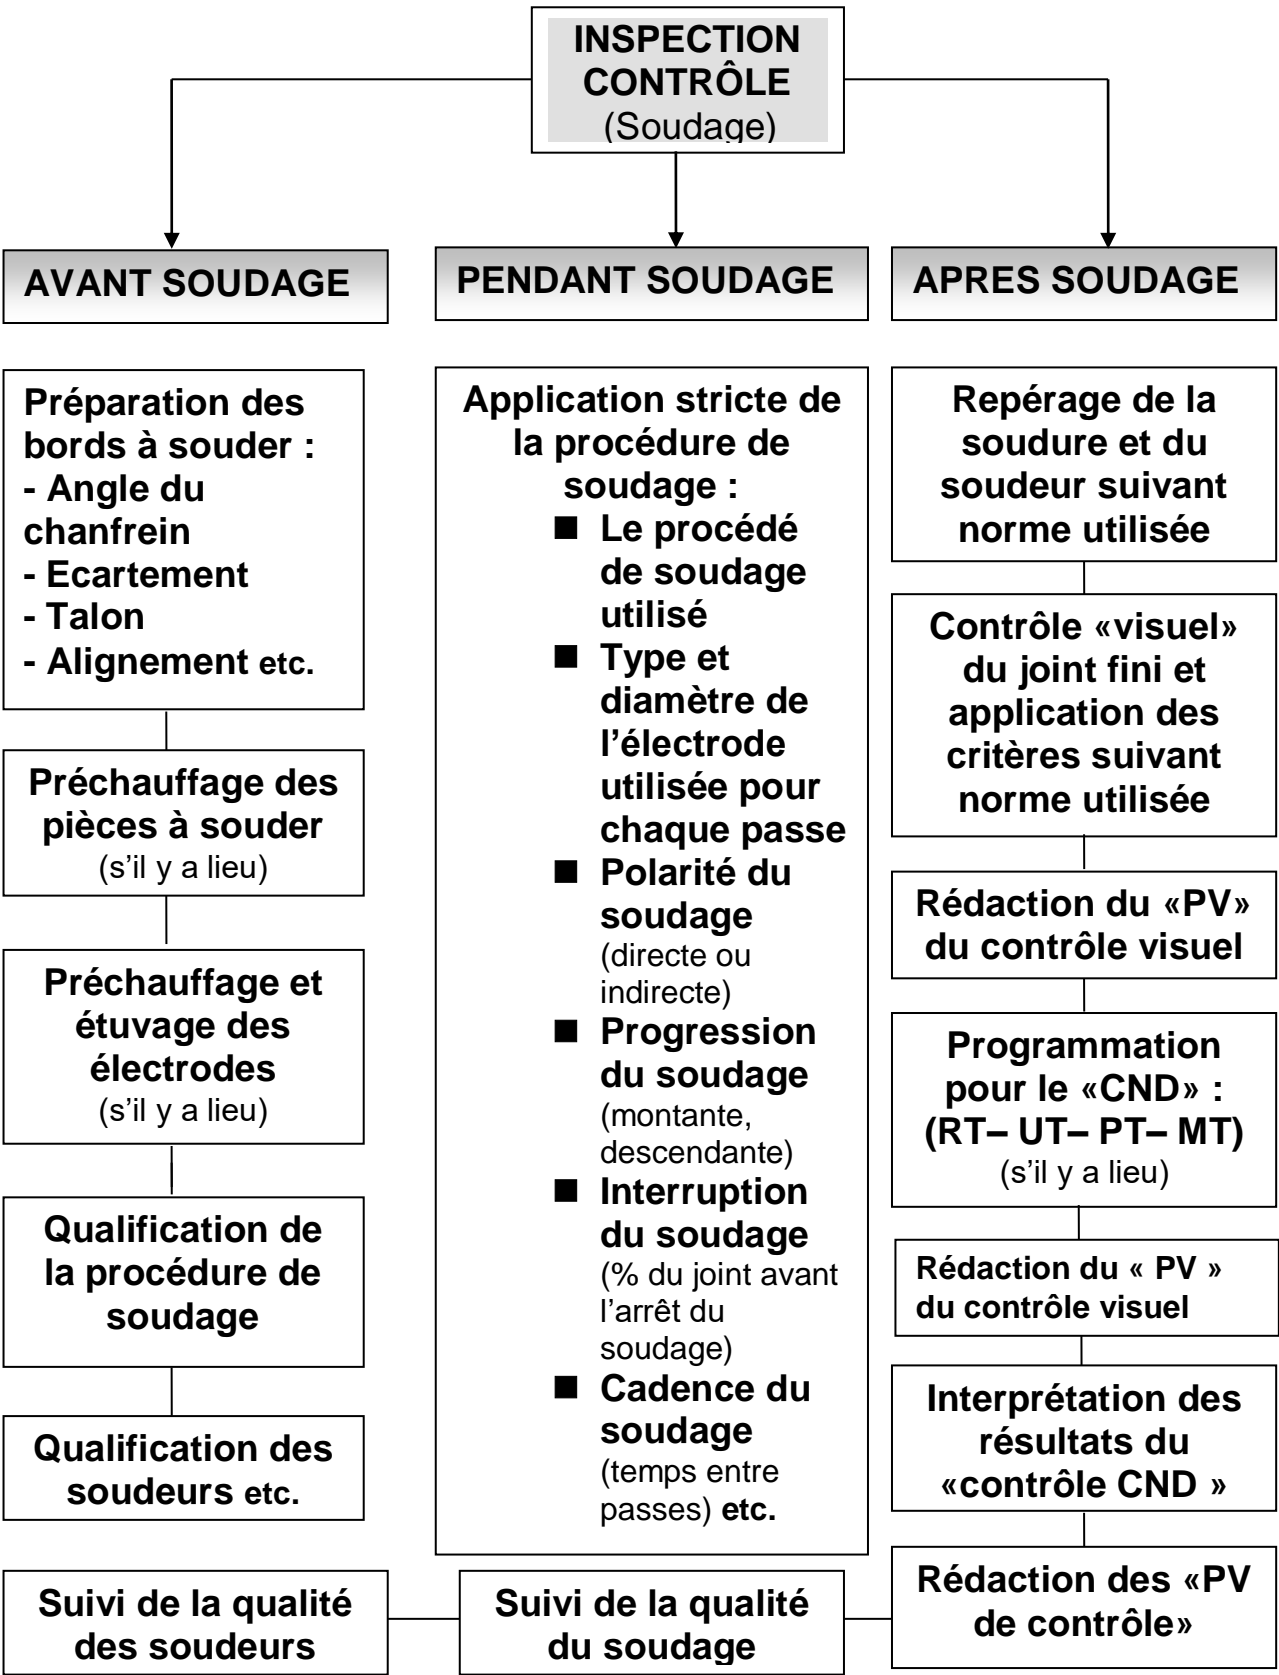 INSPECTION
CONTRÔLE
(Soudage)
AVANT SOUDAGE
Préparation des
bords à souder :
- Angle du
chanfrein
- Ecartement
- Talon
- Alignement etc.
Préchauffage des
pièces à souder
(s’il y a lieu)
Préchauffage et
étuvage des
électrodes
(s’il y a lieu)
Qualification de
la procédure de
soudage
Qualification des
soudeurs etc.
PENDANT SOUDAGE
Application stricte de
la procédure de
soudage :
■ Le procédé
de soudage
utilisé
■ Type et
diamètre de
l’électrode
utilisée pour
chaque passe
■ Polarité du
soudage
(directe ou
indirecte)
■ Progression
du soudage
(montante,
descendante)
■ Interruption
du soudage
(% du joint avant
l’arrêt du
soudage)
■ Cadence du
soudage
(temps entre
passes) etc.
APRES SOUDAGE
Repérage de la
soudure et du
soudeur suivant
norme utilisée
Contrôle «visuel»
du joint fini et
application des
critères suivant
norme utilisée
Rédaction du «PV»
du contrôle visuel
Programmation
pour le «CND» :
(RT– UT– PT– MT)
(s’il y a lieu)
Rédaction du « PV »
du contrôle visuel
Interprétation des
résultats du
«contrôle CND »
Rédaction des «PV
de contrôle»
Suivi de la qualité
du soudage
Suivi de la qualité
des soudeurs